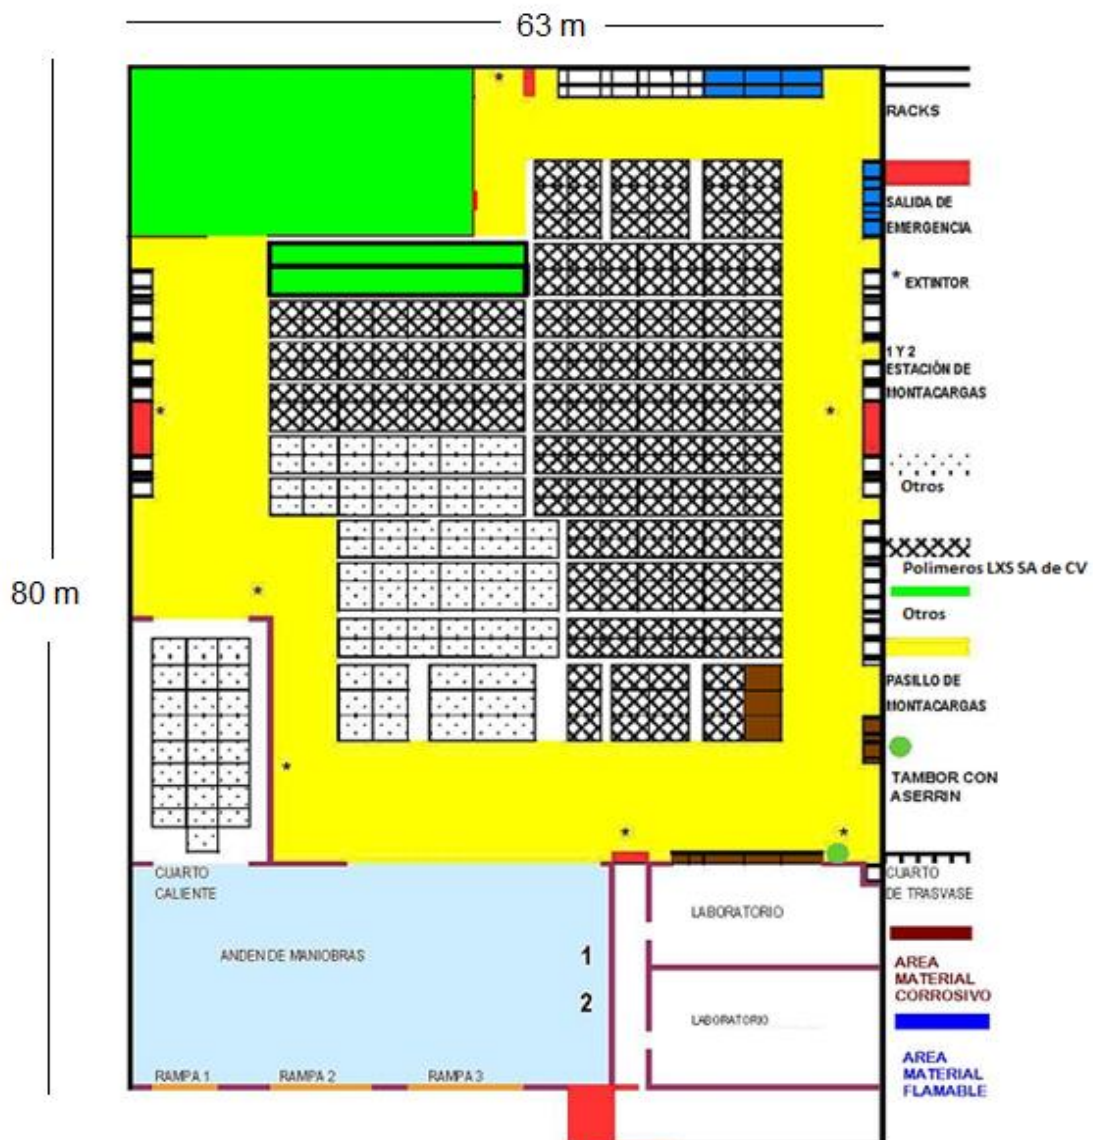 63 m
80 m
RACKS
SALIDA DE
EMERGENCIA
* EXTINTOR
1 Y 2
ESTACIÓN DE
MONTACARGAS
Otros
Polimeros LXS SA de CV
Otros
PASILLO DE
MONTACARGAS
TAMBOR CON
ASERRIN
CUARTO
DE TRASVASE
AREA
MATERIAL
CORROSIVO
AREA
MATERIAL
FLAMABLE
CUARTO
CALIENTE
ANDEN DE MANIOBRAS
1
2
LABORATORIO
LABORATORIO
RAMPA 1
RAMPA 2
RAMPA 3